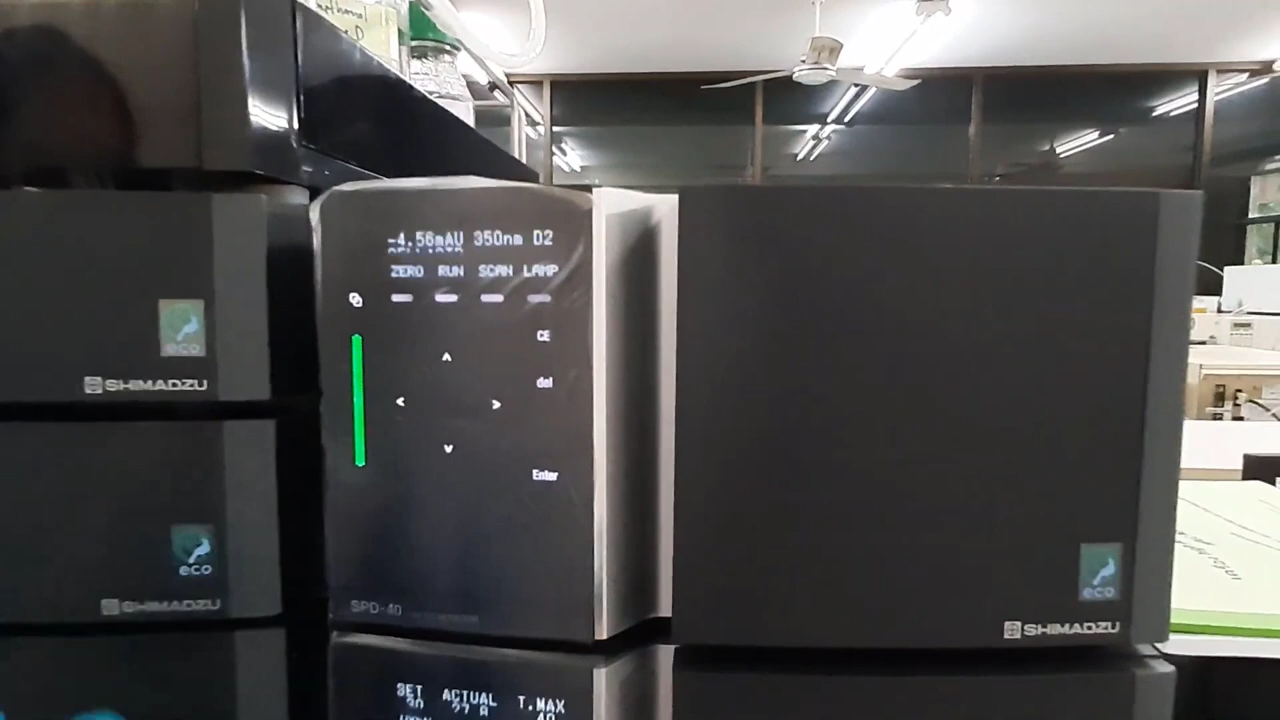 -4.56mAU 350nm D2
ZERO RUN SCAN LAMP
CE
del
Enter
SPD-40
SET ACTUAL T.MAX
eco
SHIMADZU
eco
SHIMADZU
eco
SHIMADZU